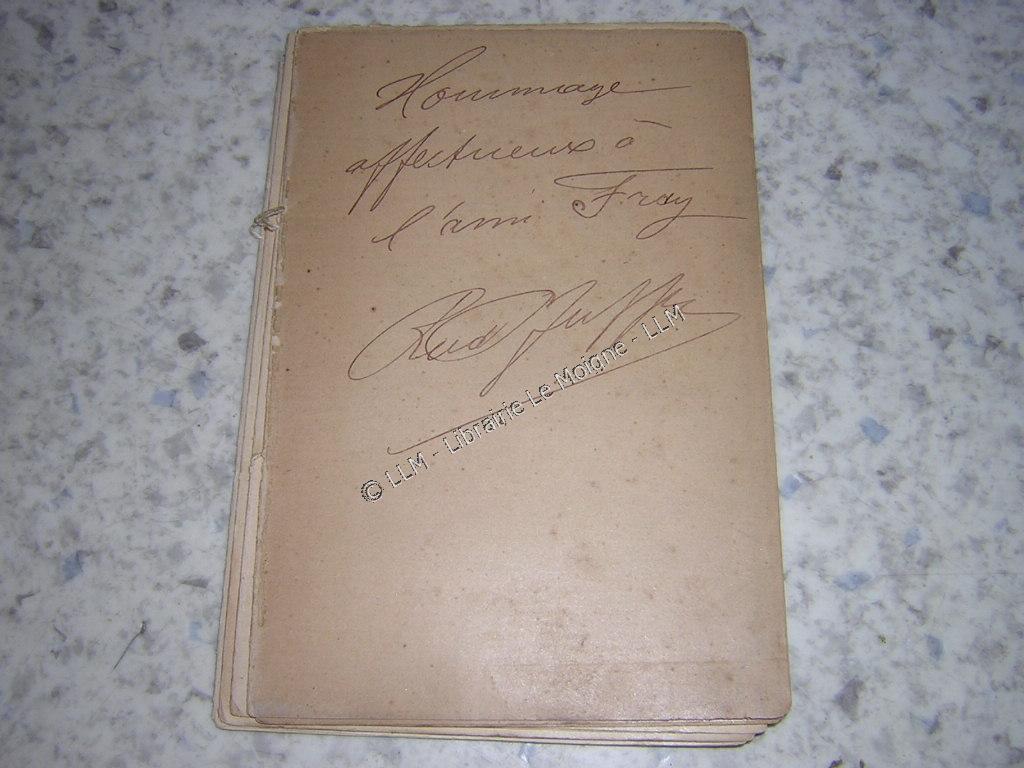 Hommage
affectueux à
l'ami Fray
© LLM - Librairie Le Moigne - LLM